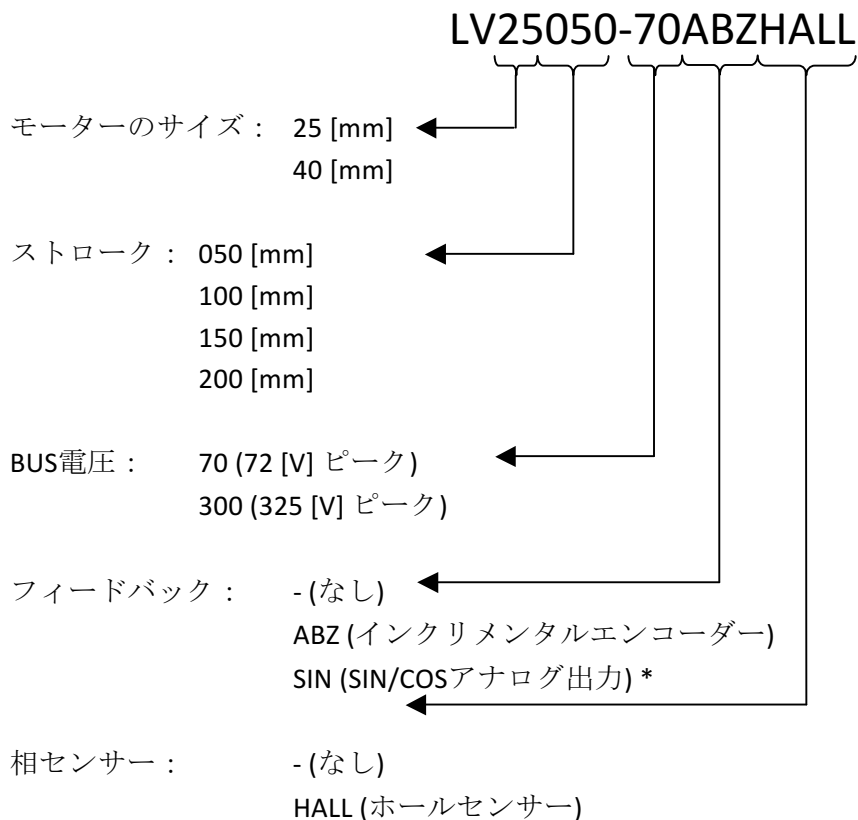 LV25050-70ABZHALL
モーターのサイズ： 25 [mm]
40 [mm]
ストローク： 050 [mm]
100 [mm]
150 [mm]
200 [mm]
BUS電圧： 70 (72 [V] ピーク)
300 (325 [V] ピーク)
フィードバック： - (なし)
ABZ (インクリメンタルエンコーダー)
SIN (SIN/COSアナログ出力) *
相センサー： - (なし)
HALL (ホールセンサー)